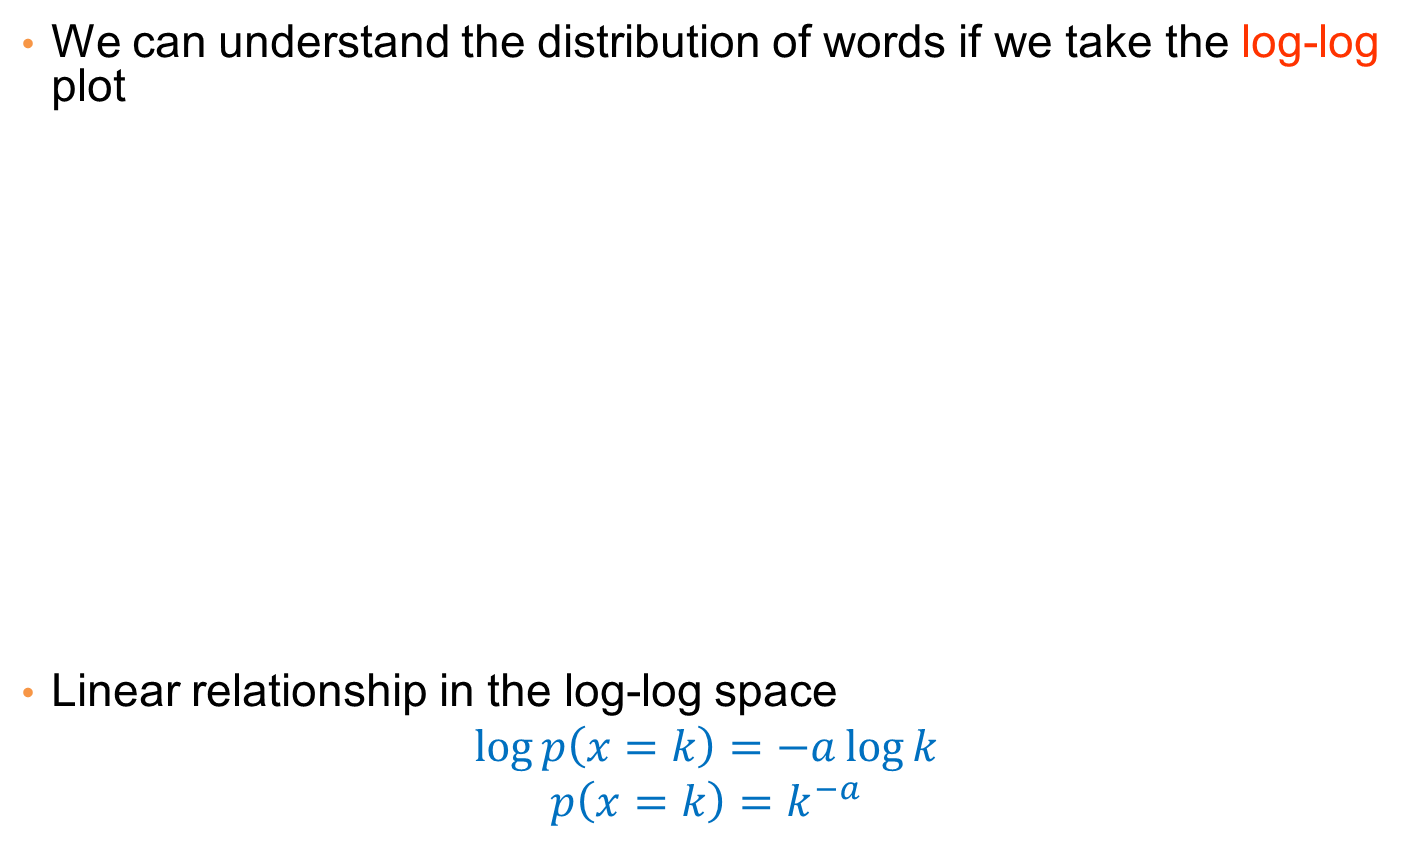 • We can understand the distribution of words if we take the log-log
plot
• Linear relationship in the log-log space
log p(x = k) = −a log k
p(x = k) = k⁻ᵃ